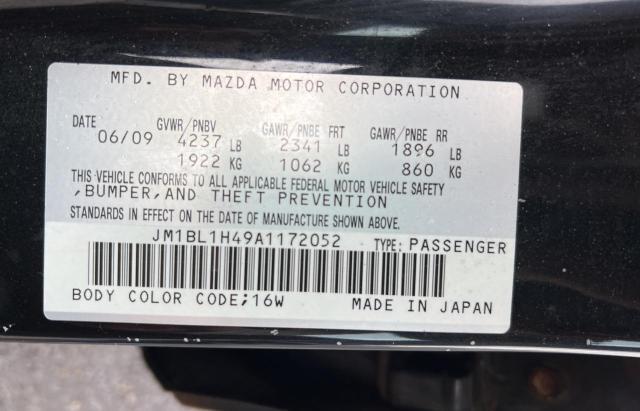 MFD. BY MAZDA MOTOR CORPORATION
DATE GVWR/PNBV GAWR/PNBE FRT GAWR/PNBE RR
06/09 4237 LB 2341 LB 1896 LB
1922 KG 1062 KG 860 KG
THIS VEHICLE CONFORMS TO ALL APPLICABLE FEDERAL MOTOR VEHICLE SAFETY
,BUMPER,AND THEFT PREVENTION
STANDARDS IN EFFECT ON THE DATE OF MANUFACTURE SHOWN ABOVE.
JM1BL1H49A1172052 TYPE: PASSENGER
BODY COLOR CODE;16W MADE IN JAPAN